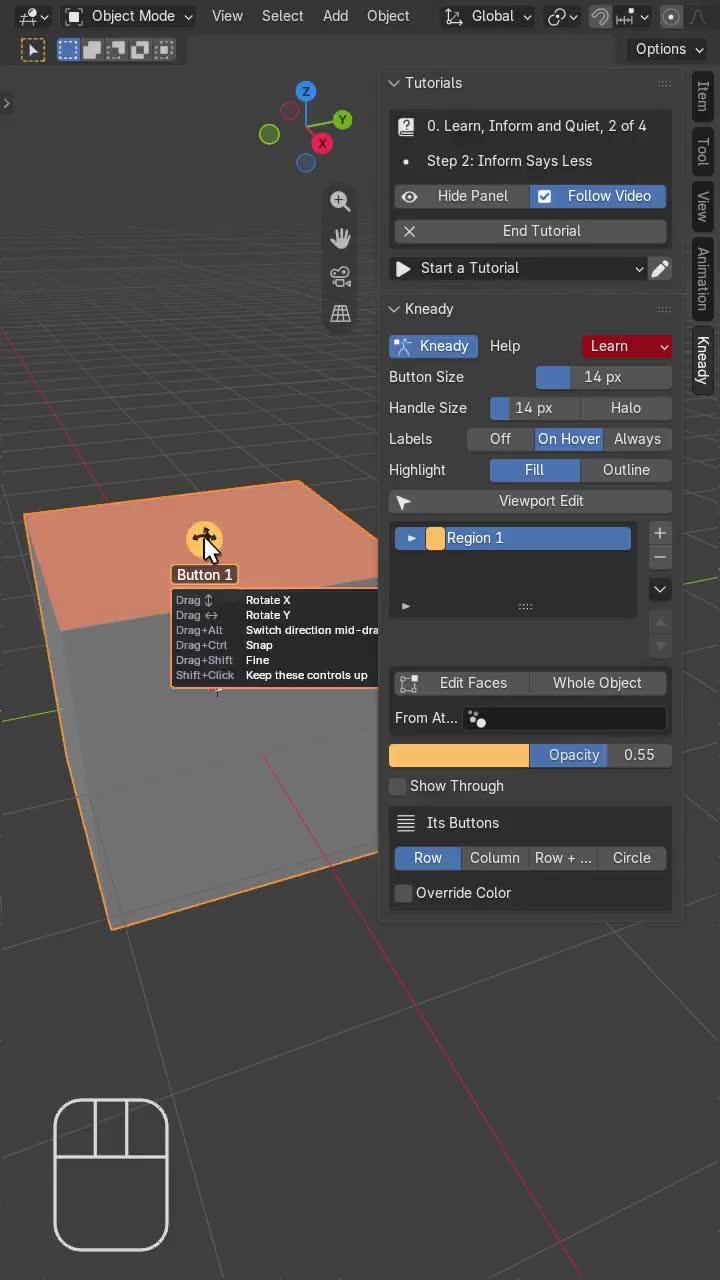 Object Mode
View
Select
Add
Object
Global
Options
Z
Y
X
Tutorials
0. Learn, Inform and Quiet, 2 of 4
Step 2: Inform Says Less
Hide Panel
Follow Video
End Tutorial
Start a Tutorial
Kneady
Kneady
Help
Learn
Button Size
14 px
Handle Size
14 px
Halo
Labels
Off
On Hover
Always
Highlight
Fill
Outline
Viewport Edit
Region 1
Edit Faces
Whole Object
From At...
Opacity
0.55
Show Through
Its Buttons
Row
Column
Row + ...
Circle
Override Color
Item
Tool
View
Animation
Kneady
Button 1
Drag ↕ Rotate X
Drag ↔ Rotate Y
Drag+Alt Switch direction mid-dra
Drag+Ctrl Snap
Drag+Shift Fine
Shift+Click Keep these controls up